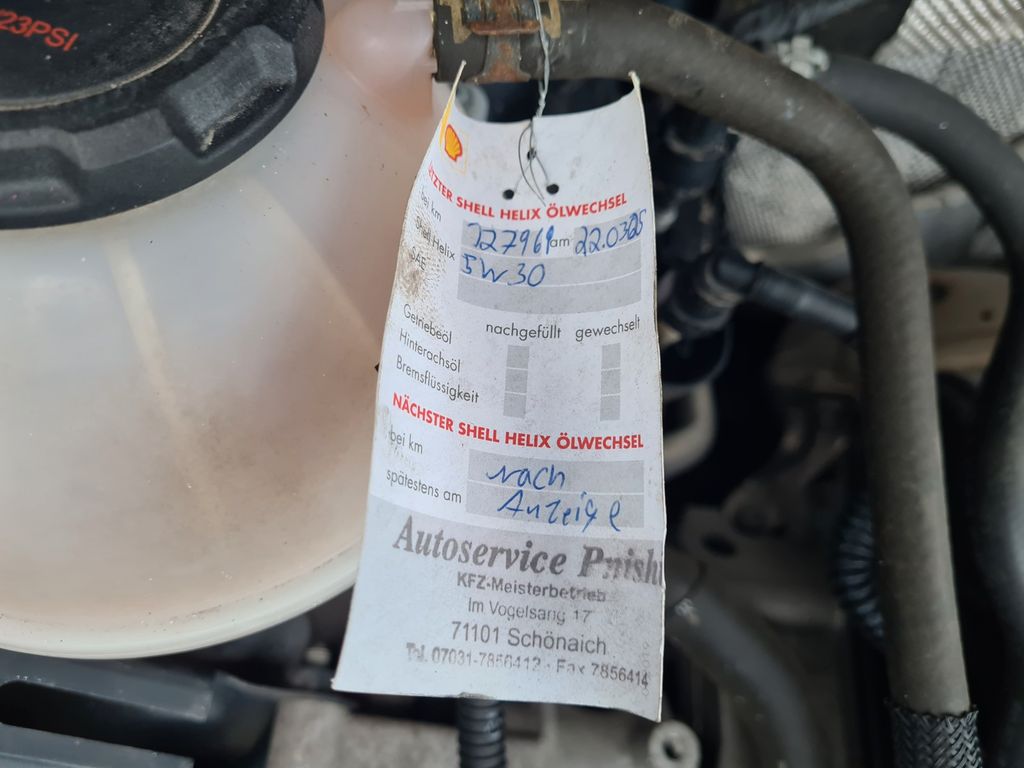 23PSI
LETZTER SHELL HELIX ÖLWECHSEL
bei km 127961 am 22.03.25
Shell Helix 5W30
SAE
Getriebeöl nachgefüllt gewechselt
Hinterachsöl
Bremsflüssigkeit
NÄCHSTER SHELL HELIX ÖLWECHSEL
bei km nach
spätestens am Anzeige
Autoservice
KFZ-Meisterbetrieb
Im Vogelsang 17
71101 Schönaich
Tel. 07031-7856412 · Fax 7856414